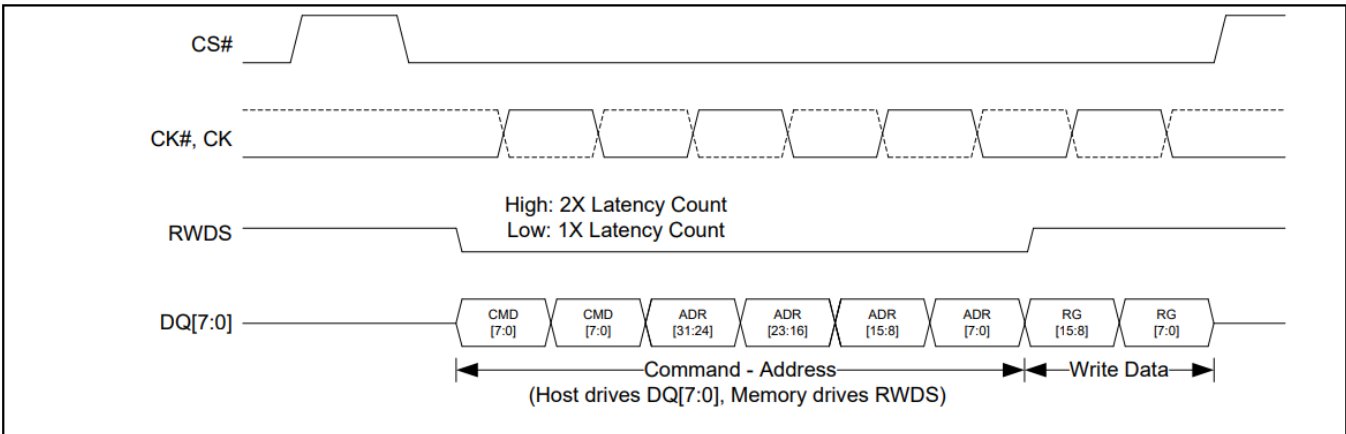 CS#
CK#, CK
High: 2X Latency Count
Low: 1X Latency Count
RWDS
DQ[7:0]
CMD [7:0] CMD [7:0] ADR [31:24] ADR [23:16] ADR [15:8] ADR [7:0] RG [15:8] RG [7:0]
Command - Address Write Data
(Host drives DQ[7:0], Memory drives RWDS)